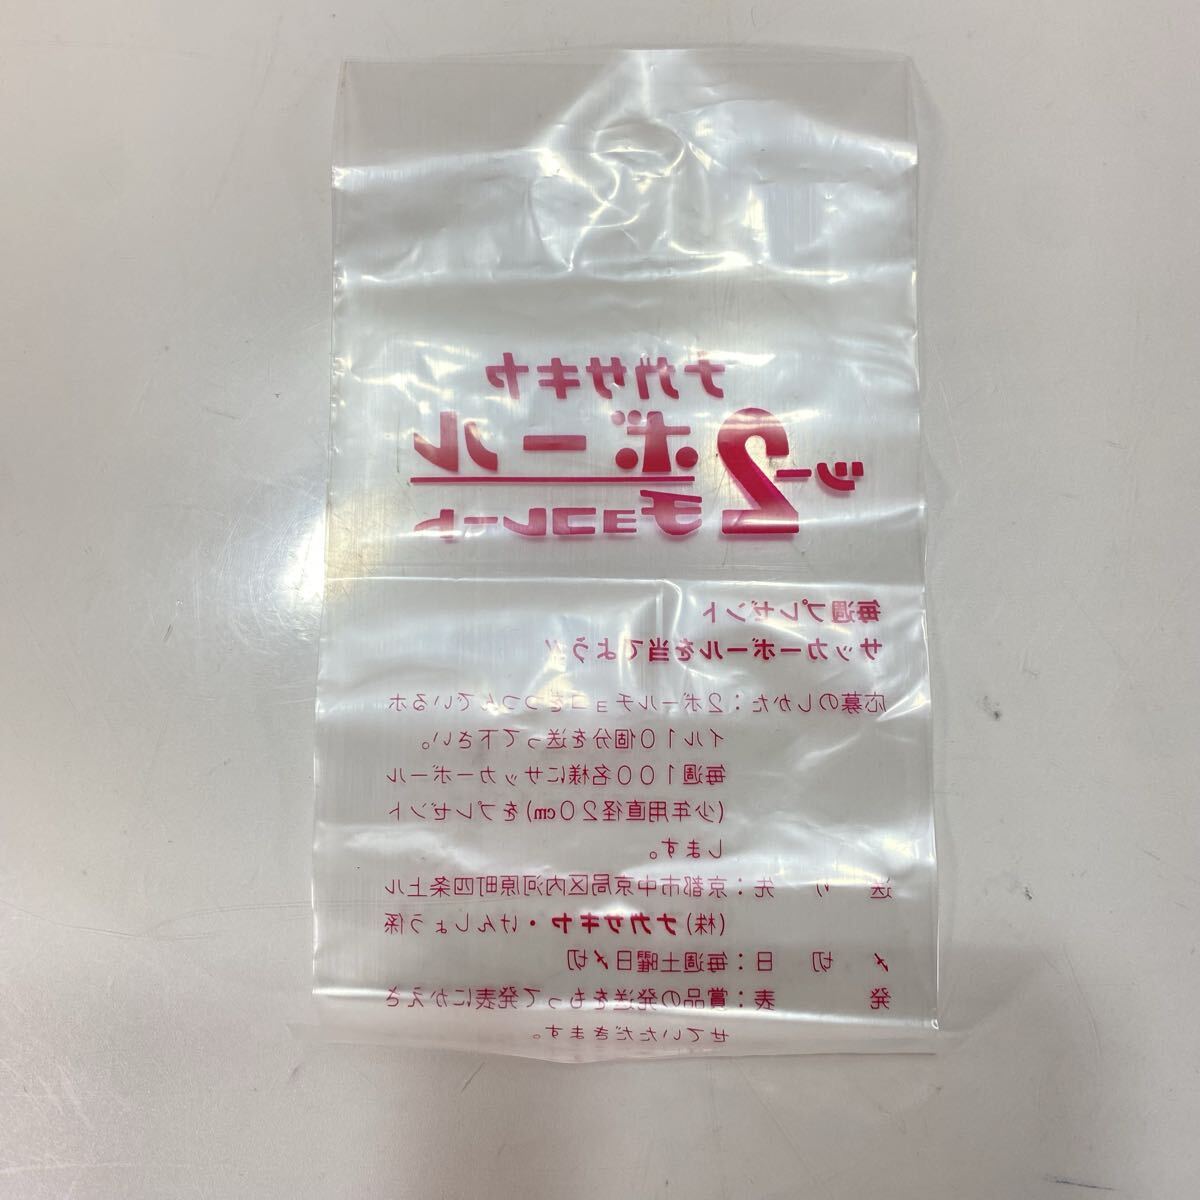 ナガサキヤ
ツー2ボール
チョコレート
毎週プレゼント
サッカーボールを当てよう!!
応募のしかた：2ボールチョコをつつんでいるホ
イル10個分を送って下さい。
毎週100名様にサッカーボール
(少年用直径20cm)をプレゼント
します。
送り先：京都市中京局区内河原町四条上ル
(株)ナガサキヤ・けんしょう係
〆切日：毎週土曜日〆切
発表：賞品の発送をもって発表にかえさ
せていただきます。